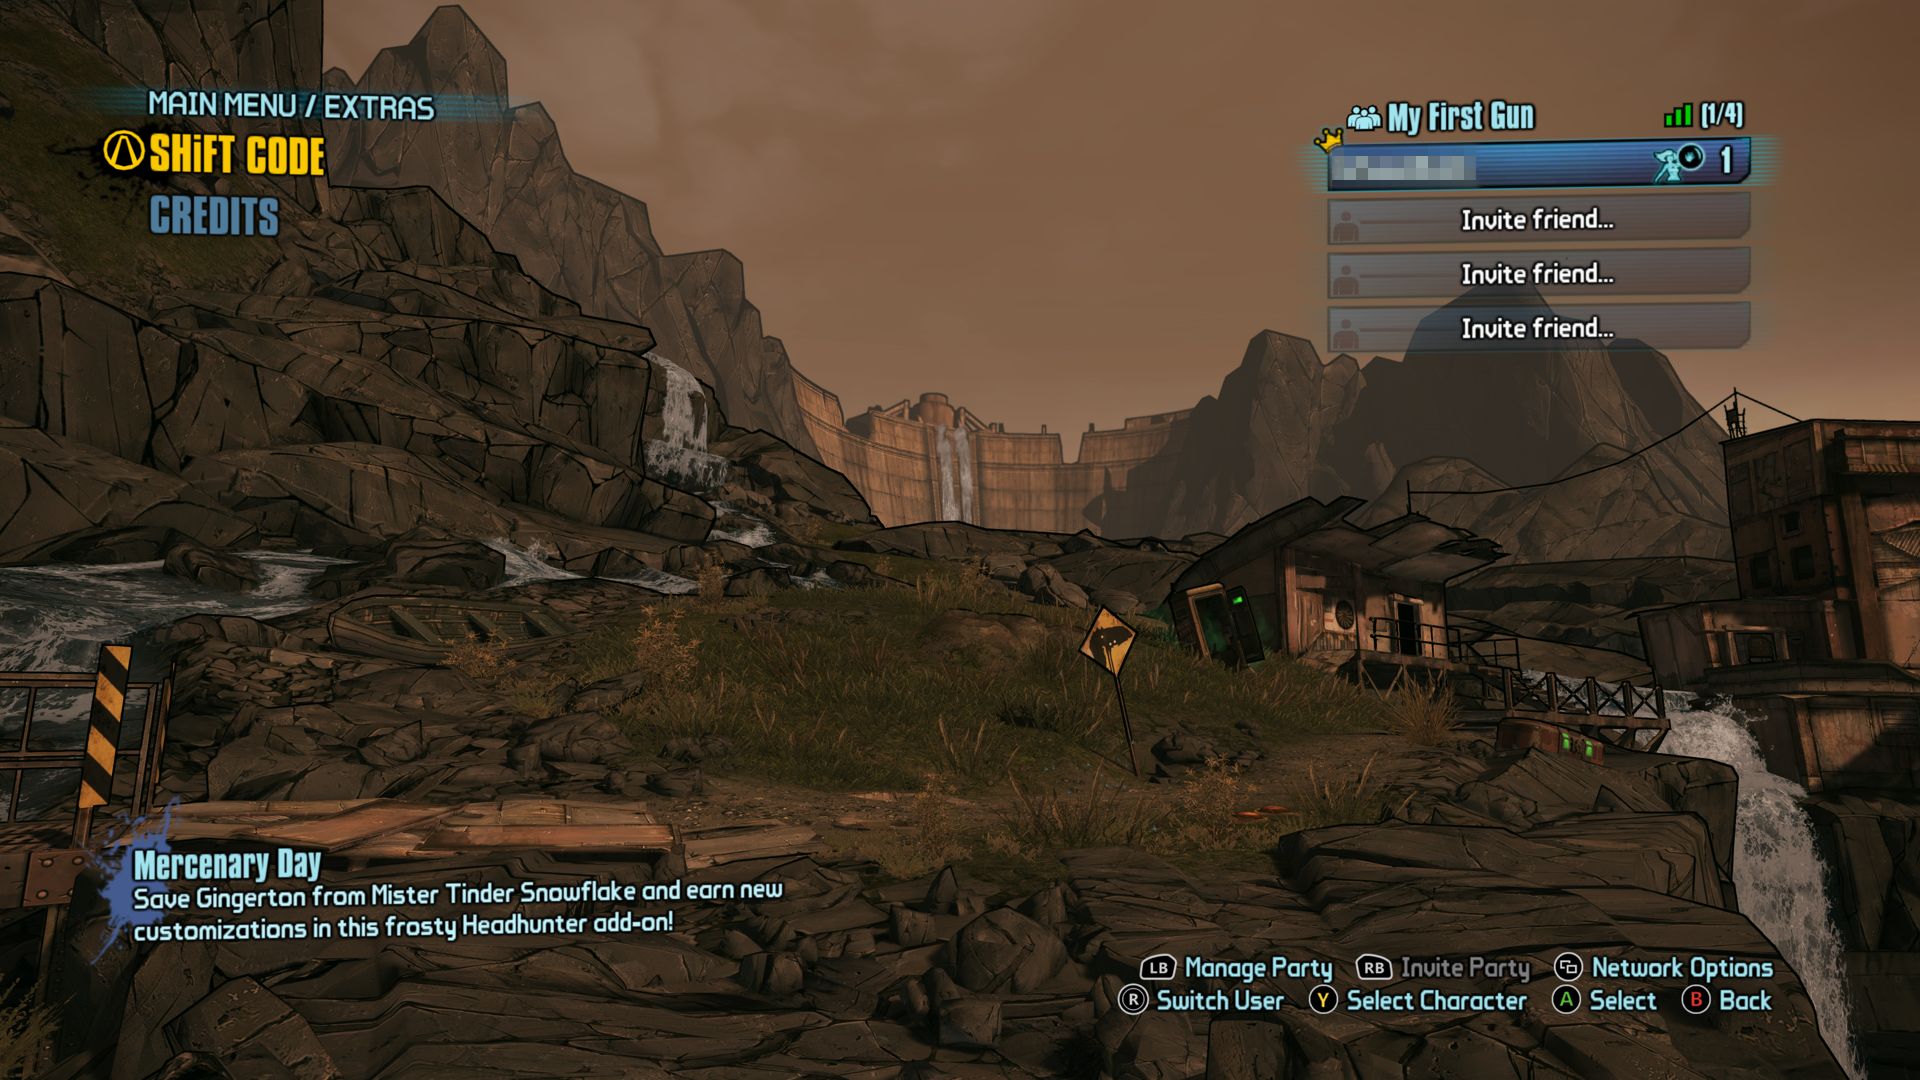 MAIN MENU / EXTRAS
SHiFT CODE
CREDITS
My First Gun
(1/4)
1
Invite friend...
Invite friend...
Invite friend...
Mercenary Day
Save Gingerton from Mister Tinder Snowflake and earn new
customizations in this frosty Headhunter add-on!
LB Manage Party RB Invite Party Network Options
R Switch User Y Select Character A Select B Back